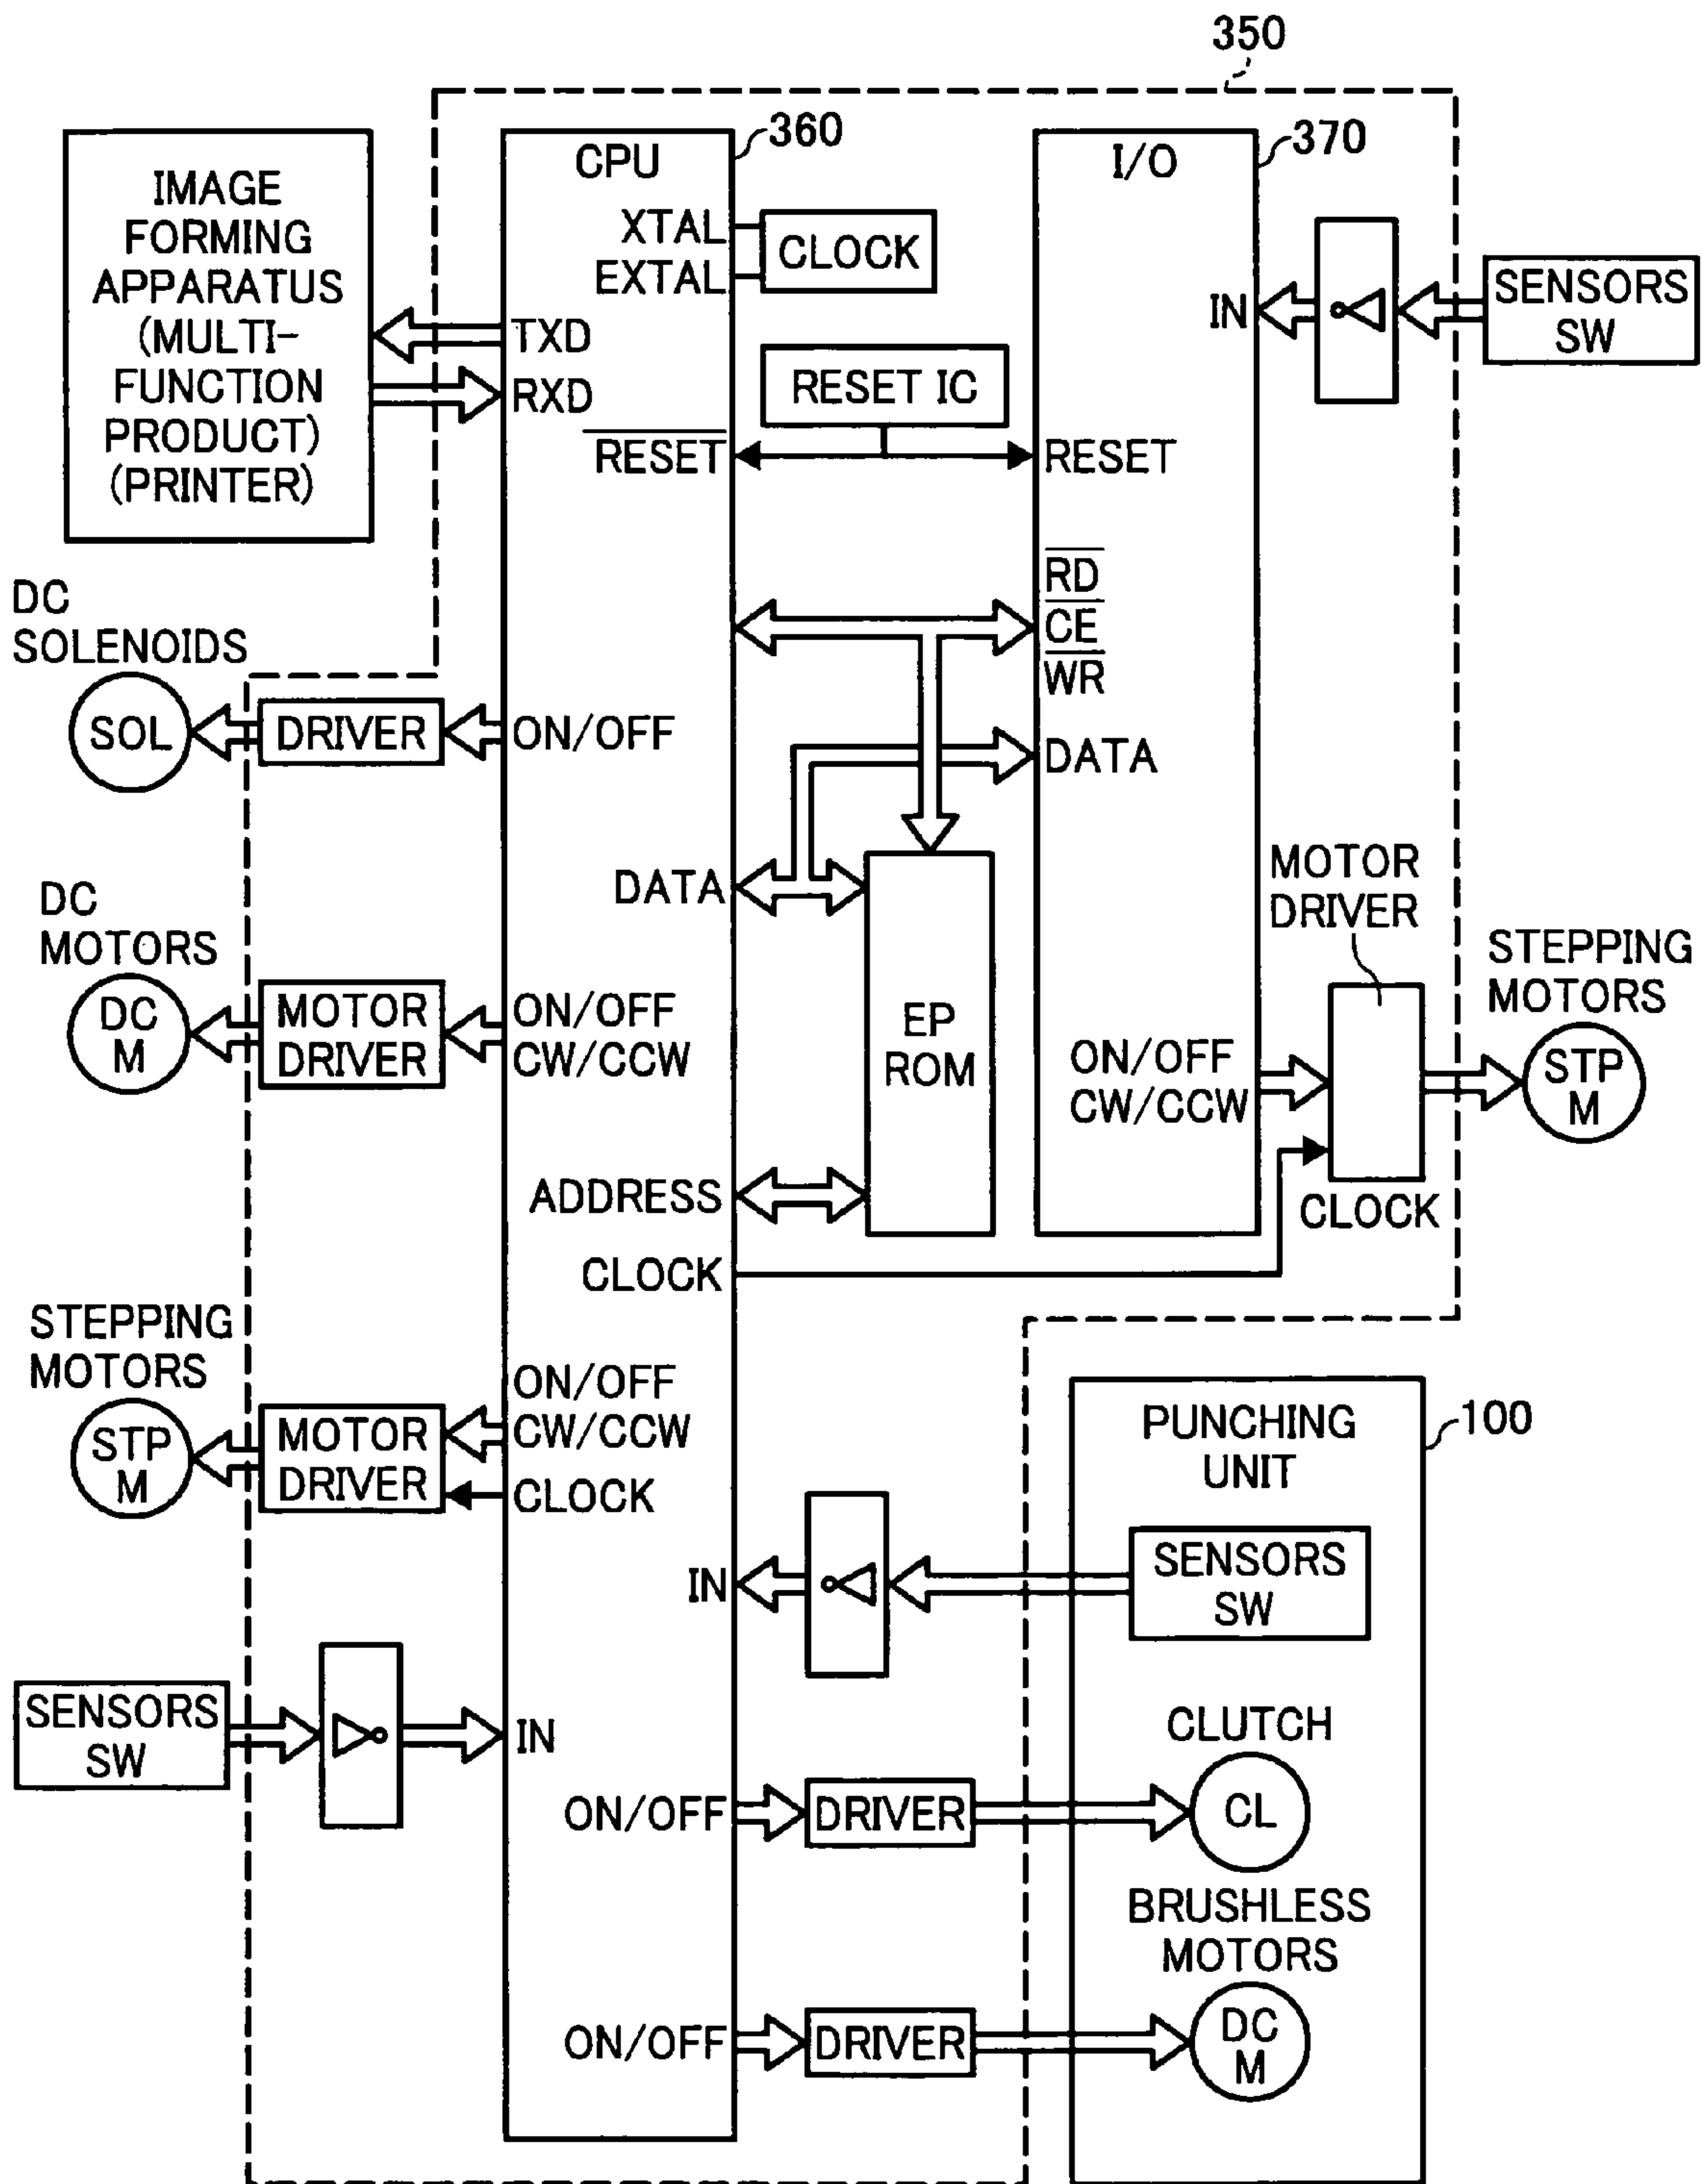 350
IMAGE
FORMING
APPARATUS
(MULTI-
FUNCTION
PRODUCT)
(PRINTER)
CPU
360
XTAL
EXTAL
CLOCK
TXD
RXD
RESET
RESET IC
I/O
370
RESET
IN
SENSORS
SW
RD
CE
WR
DATA
DC
SOLENOIDS
SOL
DRIVER
ON/OFF
DATA
EP
ROM
MOTOR
DRIVER
STEPPING
MOTORS
STP
M
ON/OFF
CW/CCW
CLOCK
DC
MOTORS
DC
M
MOTOR
DRIVER
ON/OFF
CW/CCW
ADDRESS
CLOCK
STEPPING
MOTORS
STP
M
MOTOR
DRIVER
ON/OFF
CW/CCW
CLOCK
PUNCHING
UNIT
100
IN
SENSORS
SW
SENSORS
SW
IN
ON/OFF
DRIVER
CLUTCH
CL
BRUSHLESS
MOTORS
ON/OFF
DRIVER
DC
M